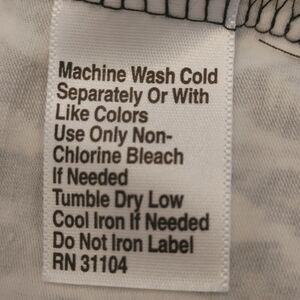 Machine Wash Cold
Separately Or With
Like Colors
Use Only Non-
Chlorine Bleach
If Needed
Tumble Dry Low
Cool Iron If Needed
Do Not Iron Label
RN 31104